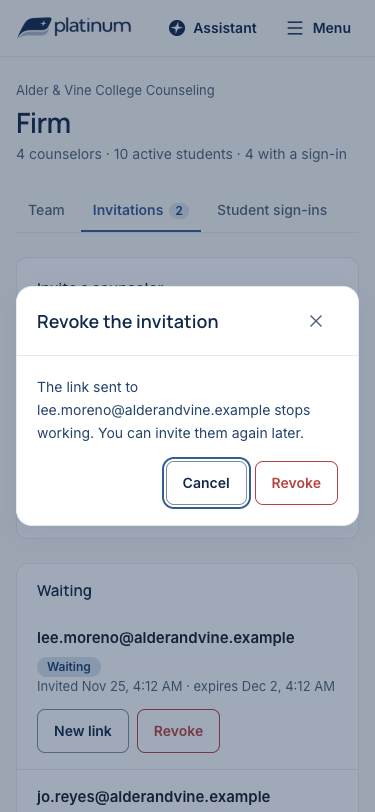 platinum
Assistant
Menu
Alder & Vine College Counseling
Firm
4 counselors · 10 active students · 4 with a sign-in
Team
Invitations 2
Student sign-ins
Revoke the invitation
The link sent to
lee.moreno@alderandvine.example stops
working. You can invite them again later.
Cancel
Revoke
Waiting
lee.moreno@alderandvine.example
Waiting
Invited Nov 25, 4:12 AM · expires Dec 2, 4:12 AM
New link
Revoke
jo.reyes@alderandvine.example